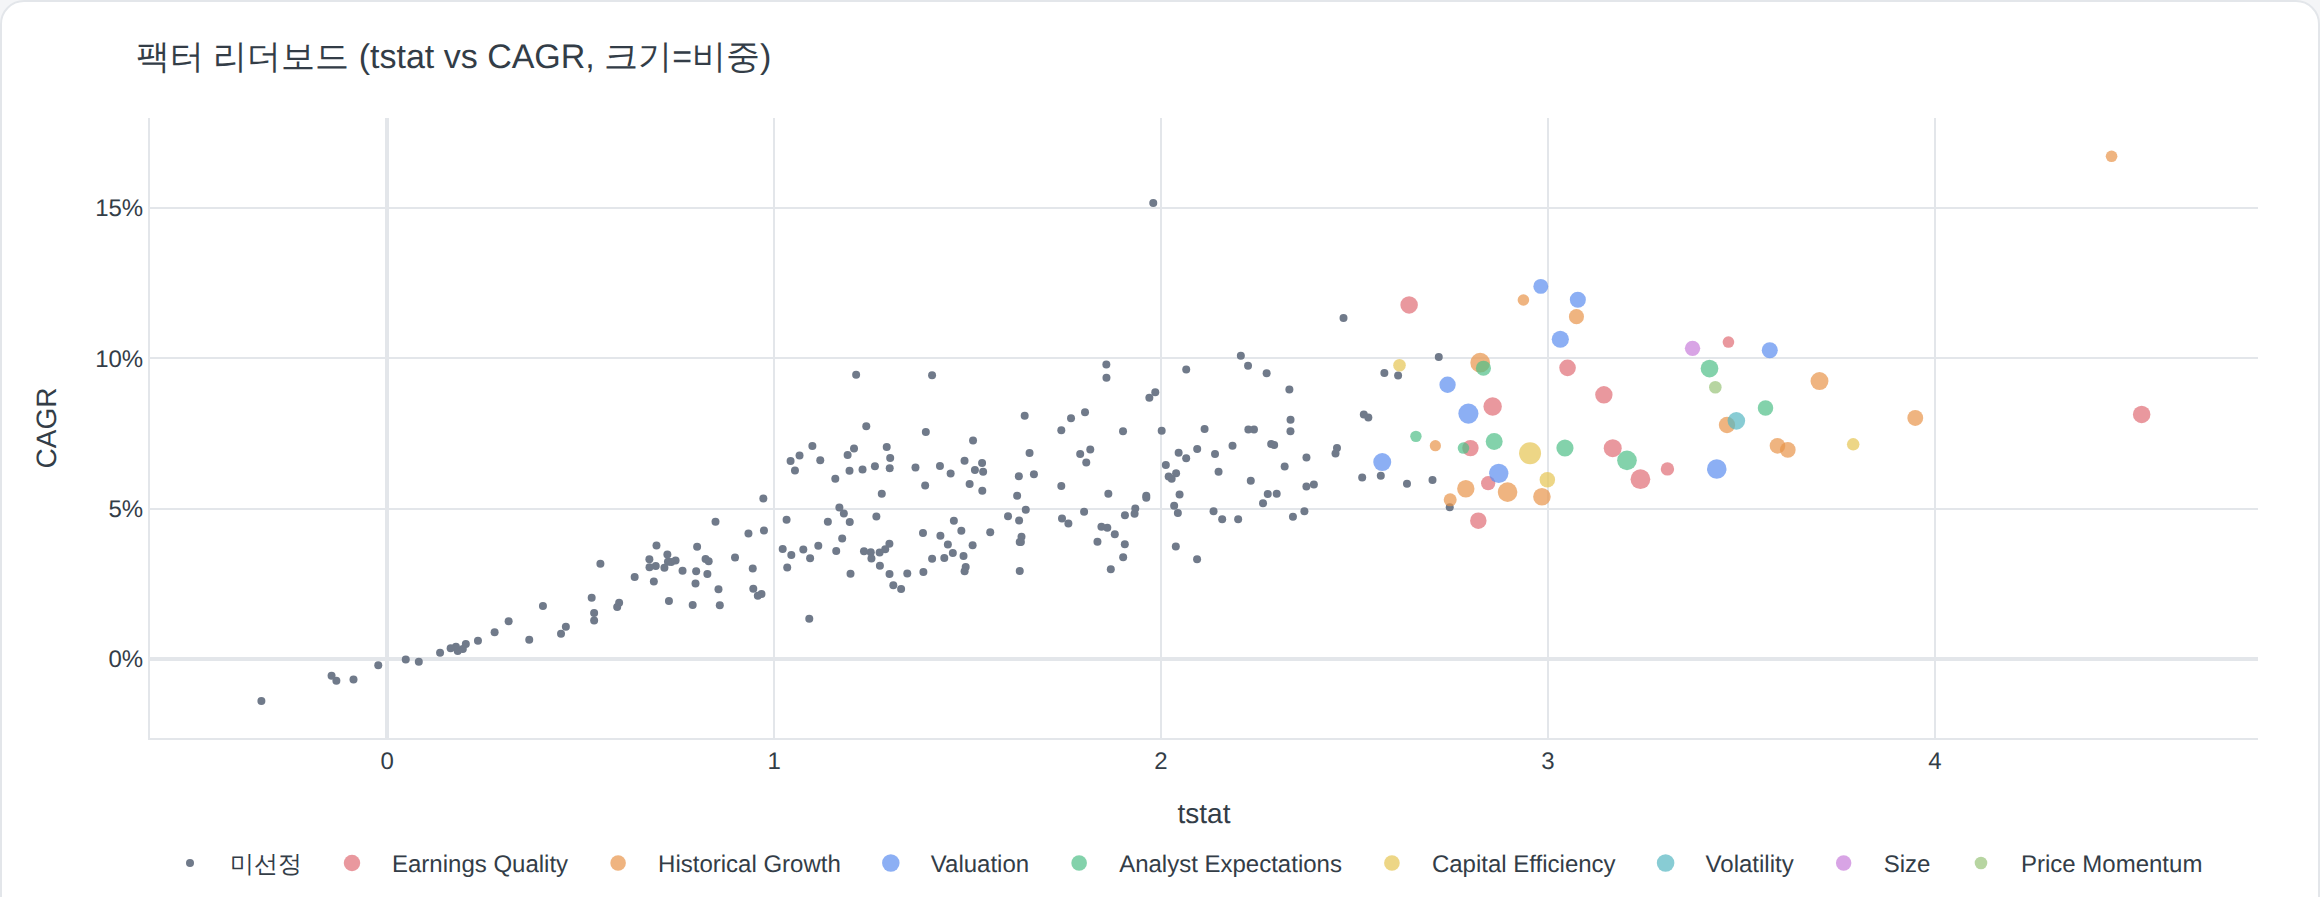 팩터 리더보드 (tstat vs CAGR, 크기=비중)
CAGR
15%
10%
5%
0%
0 1 2 3 4
tstat
미선정 Earnings Quality Historical Growth Valuation Analyst Expectations Capital Efficiency Volatility Size Price Momentum